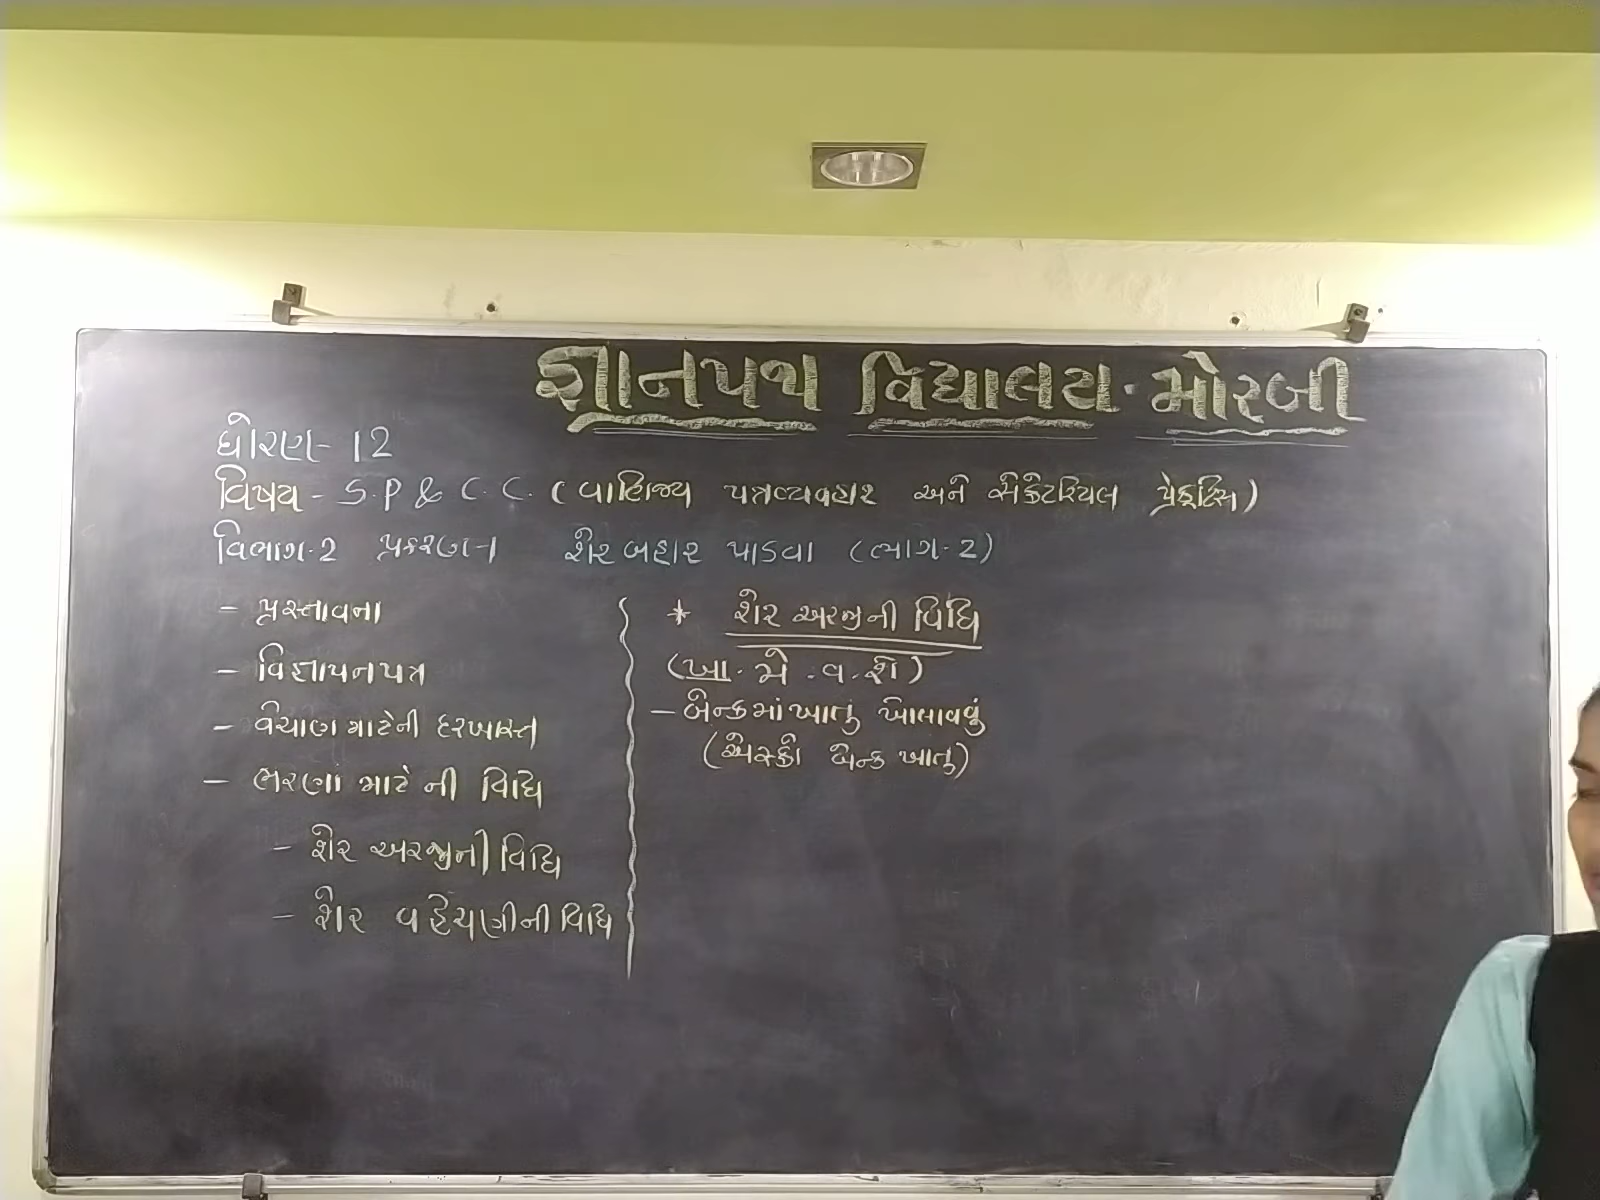 જ્ઞાનપથ વિદ્યાલય · મોરબી
ધોરણ - 12
વિષય - S.P & C.C. (વાણિજ્ય પત્રવ્યવહાર અને સેક્રેટરિયલ પ્રેક્ટિસ)
વિભાગ-2 પ્રકરણ-1 શેર બહાર પાડવા (ભાગ-2)
- પ્રસ્તાવના
- વિજ્ઞાપનપત્ર
- વેચાણ માટેની દરખાસ્ત
- ભરણા માટે ની વિધિ
- શેર અરજીની વિધિ
- શેર વહેંચણીની વિધિ
* શેર અરજીની વિધિ
(ખા. મે. વ. શે)
- બેન્કમાં ખાતું ખોલાવવું
(એસ્ક્રો બેન્ક ખાતુ)